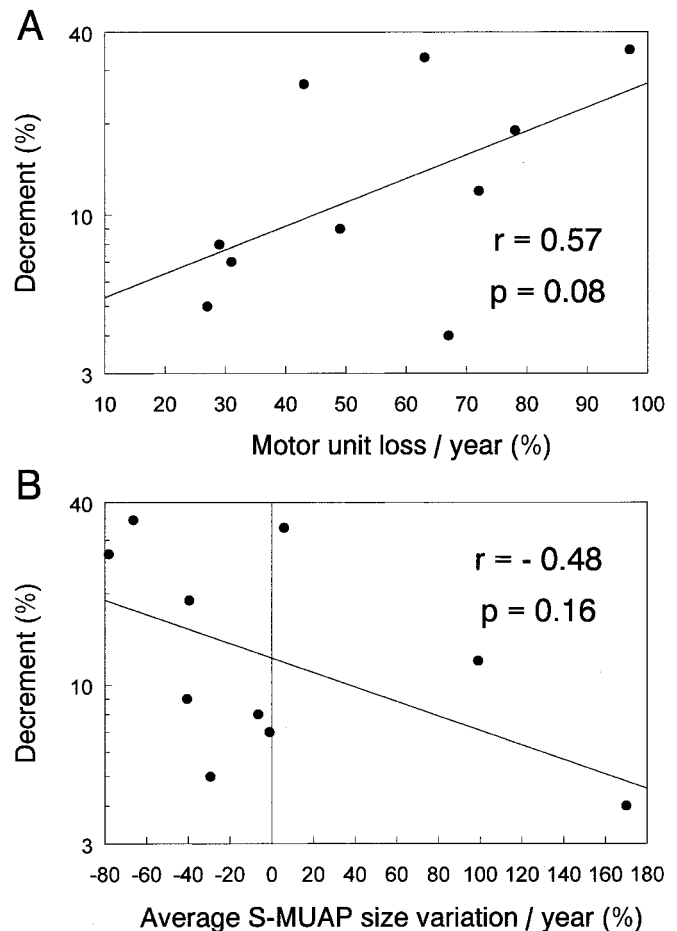 A
40
10
3
Decrement (%)
r = 0.57
p = 0.08
10 20 30 40 50 60 70 80 90 100
Motor unit loss / year (%)
B
40
10
3
Decrement (%)
r = - 0.48
p = 0.16
-80 -60 -40 -20 0 20 40 60 80 100 120 140 160 180
Average S-MUAP size variation / year (%)